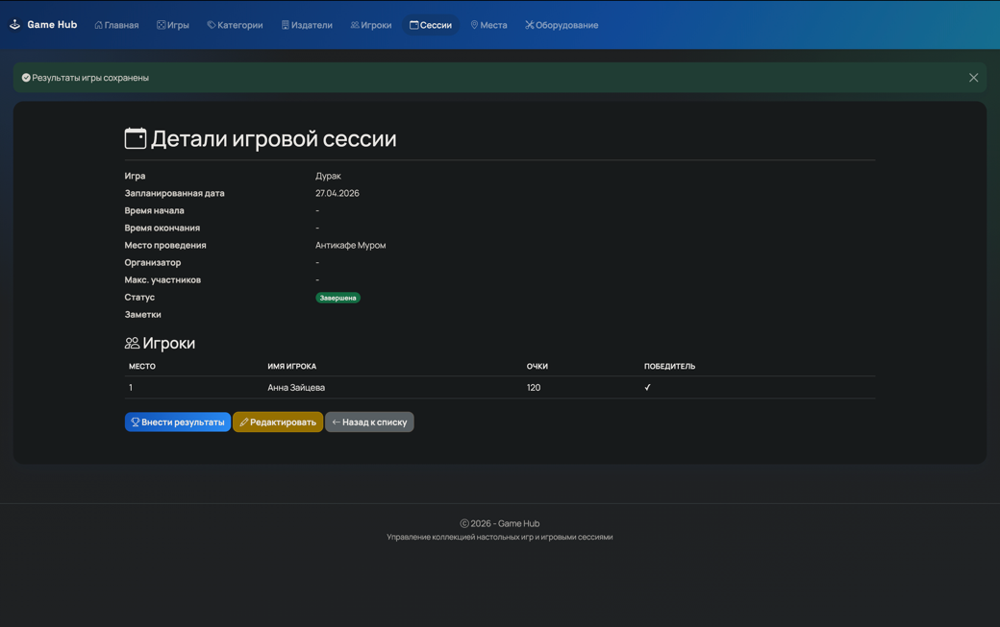 Game Hub Главная Игры Категории Издатели Игроки Сессии Места Оборудование
Результаты игры сохранены
Детали игровой сессии
Игра Дурак
Запланированная дата 27.04.2026
Время начала -
Время окончания -
Место проведения Антикафе Муром
Организатор -
Макс. участников -
Статус Завершена
Заметки
Игроки
МЕСТО ИМЯ ИГРОКА ОЧКИ ПОБЕДИТЕЛЬ
1 Анна Зайцева 120 ✓
Внести результаты Редактировать Назад к списку
© 2026 - Game Hub
Управление коллекцией настольных игр и игровыми сессиями